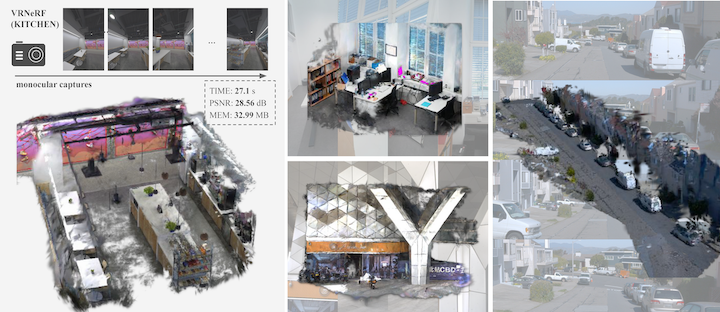 VRNeRF
(KITCHEN)
...
monocular captures
TIME: 27.1 s
PSNR: 28.56 dB
MEM: 32.99 MB